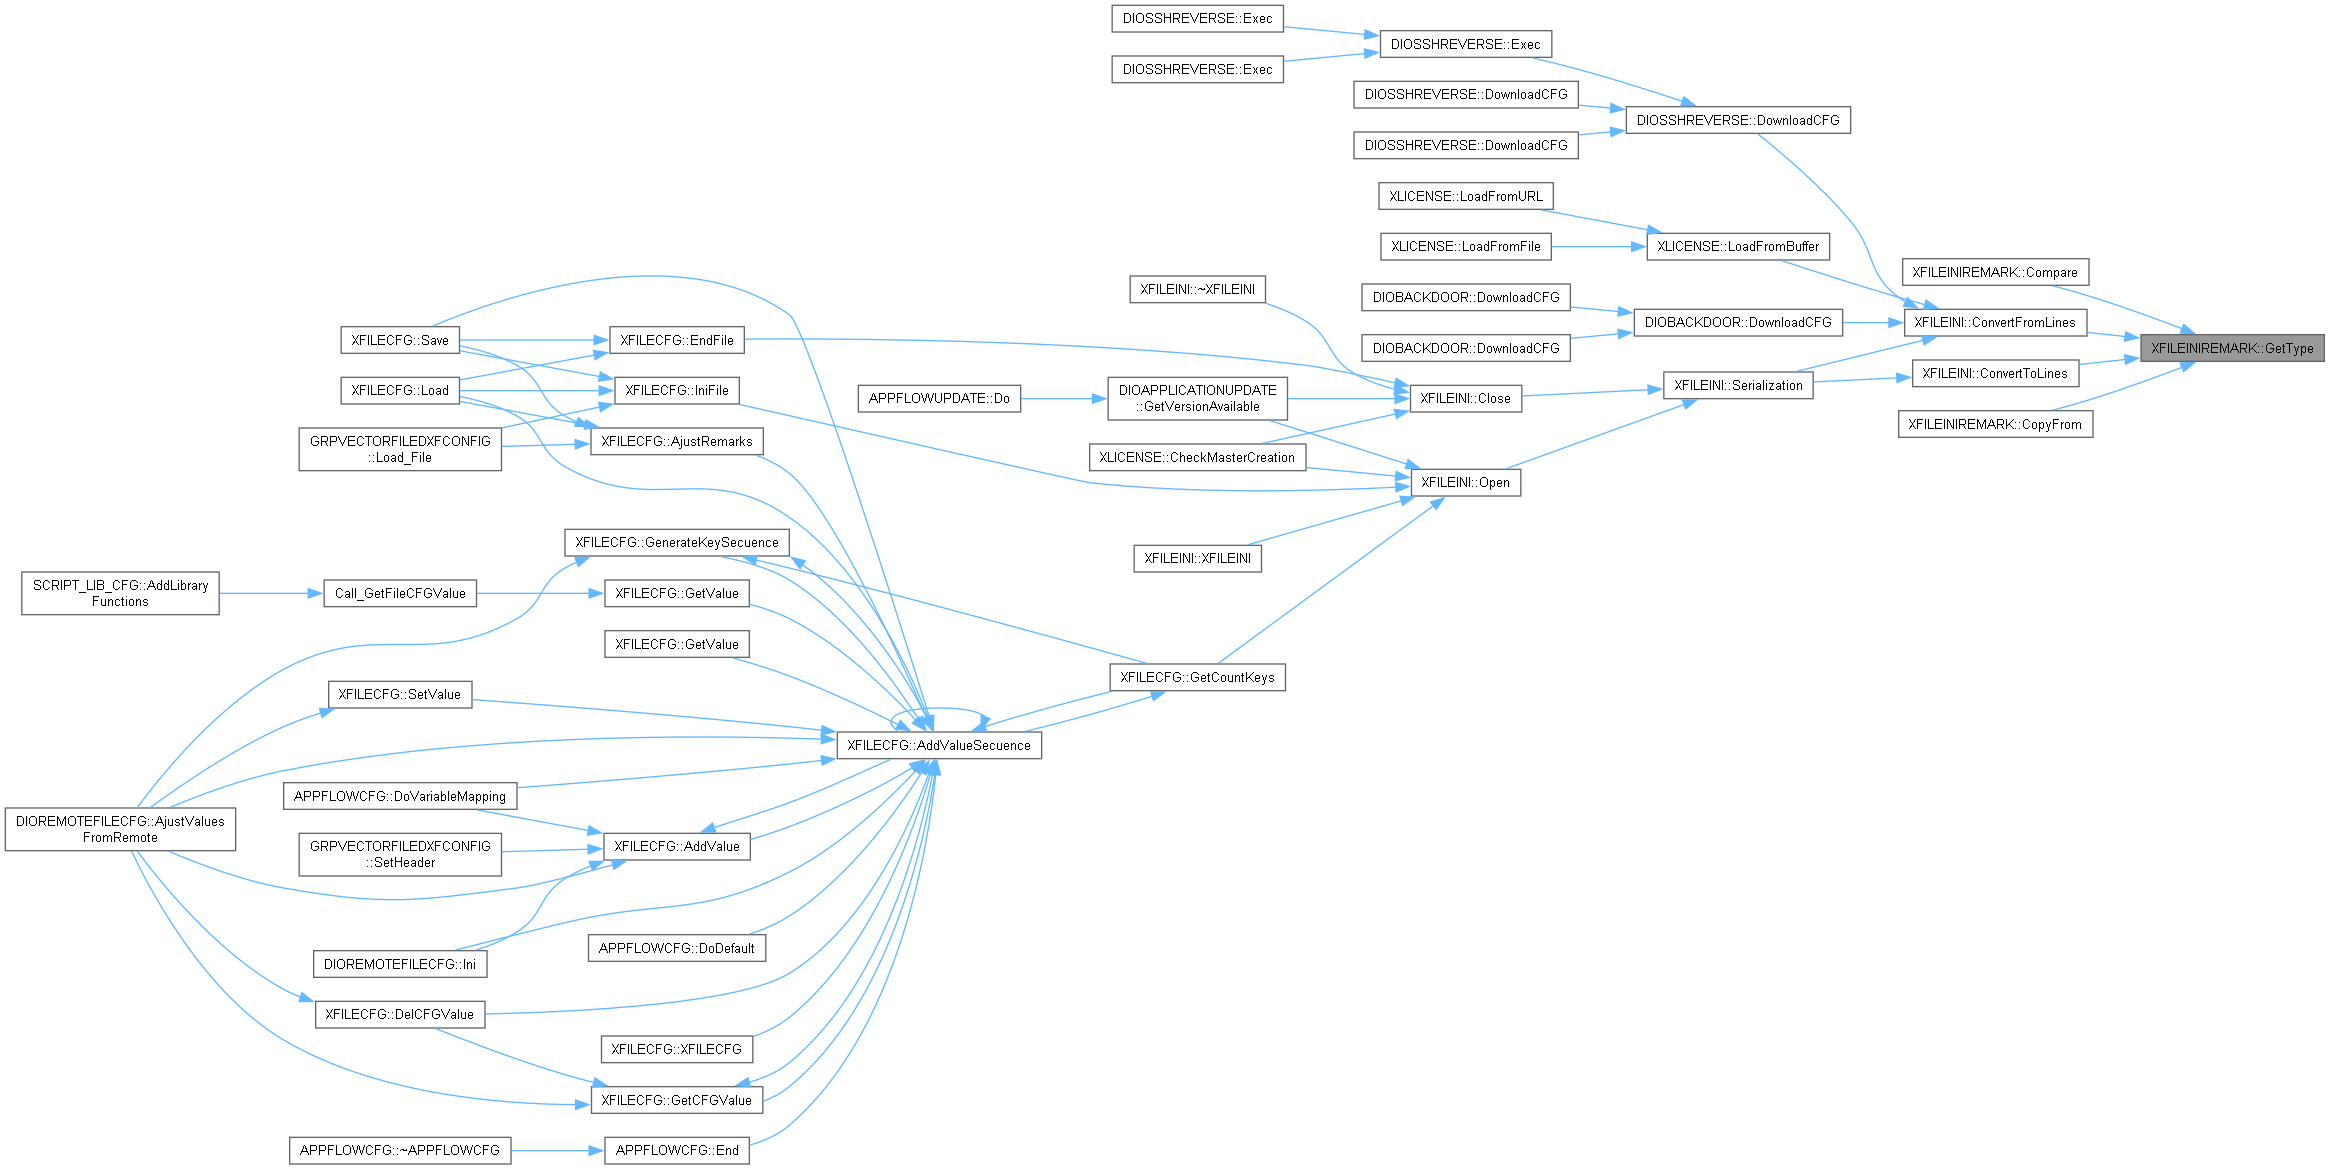 DIOSSHREVERSE::Exec
DIOSSHREVERSE::Exec
DIOSSHREVERSE::Exec
DIOSSHREVERSE::DownloadCFG
DIOSSHREVERSE::DownloadCFG
DIOSSHREVERSE::DownloadCFG
XLICENSE::LoadFromURL
XLICENSE::LoadFromFile
XLICENSE::LoadFromBuffer
XFILEINIREMARK::Compare
XFILEINI::~XFILEINI
DIOBACKDOOR::DownloadCFG
DIOBACKDOOR::DownloadCFG
DIOBACKDOOR::DownloadCFG
XFILEINI::ConvertFromLines
XFILEINIREMARK::GetType
XFILECFG::Save
XFILECFG::EndFile
XFILECFG::Load
XFILECFG::IniFile
APPFLOWUPDATE::Do
DIOAPPLICATIONUPDATE
::GetVersionAvailable
XFILEINI::Close
XFILEINI::Serialization
XFILEINI::ConvertToLines
XFILEINIREMARK::CopyFrom
GRPVECTORFILEDXFCONFIG
::Load_File
XFILECFG::AjustRemarks
XLICENSE::CheckMasterCreation
XFILEINI::Open
XFILECFG::GenerateKeySecuence
XFILEINI::XFILEINI
SCRIPT_LIB_CFG::AddLibrary
Functions
Call_GetFileCFGValue
XFILECFG::GetValue
XFILECFG::GetValue
XFILECFG::GetCountKeys
XFILECFG::SetValue
XFILECFG::AddValueSecuence
APPFLOWCFG::DoVariableMapping
DIOREMOTEFILECFG::AjustValues
FromRemote
GRPVECTORFILEDXFCONFIG
::SetHeader
XFILECFG::AddValue
APPFLOWCFG::DoDefault
DIOREMOTEFILECFG::Ini
XFILECFG::DelCFGValue
XFILECFG::XFILECFG
XFILECFG::GetCFGValue
APPFLOWCFG::~APPFLOWCFG
APPFLOWCFG::End